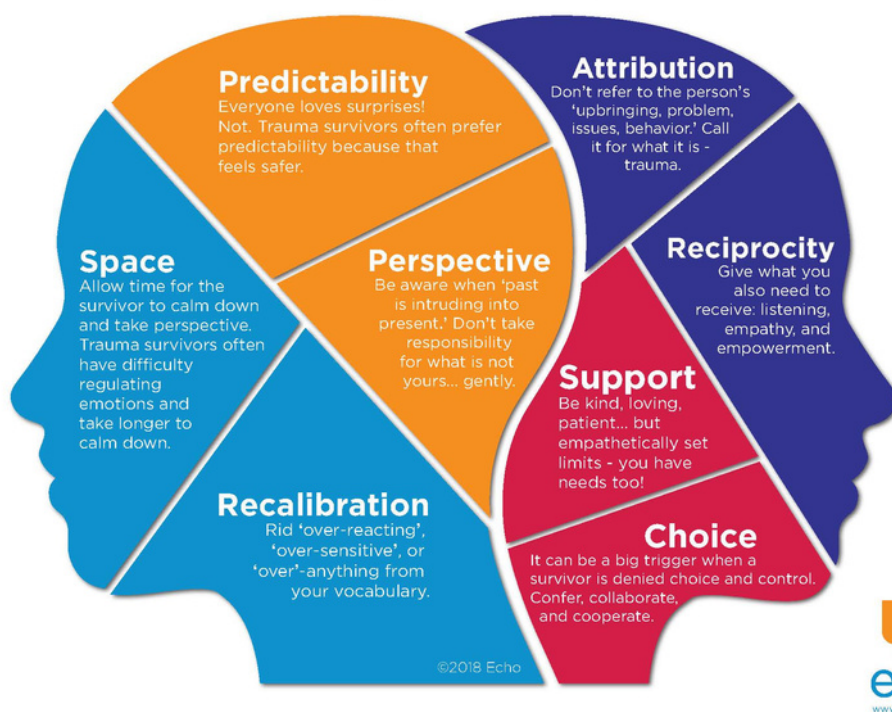 Predictability
Everyone loves surprises!
Not. Trauma survivors often prefer
predictability because that
feels safer.
Attribution
Don't refer to the person's
'upbringing, problem,
issues, behavior.' Call
it for what it is -
trauma.
Space
Allow time for the
survivor to calm down
and take perspective.
Trauma survivors often
have difficulty
regulating
emotions and
take longer to
calm down.
Perspective
Be aware when 'past
is intruding into
present.' Don't take
responsibility
for what is not
yours... gently.
Reciprocity
Give what you
also need to
receive: listening,
empathy, and
empowerment.
Support
Be kind, loving,
patient... but
empathetically set
limits - you have
needs too!
Recalibration
Rid 'over-reacting',
'over-sensitive', or
'over'-anything from
your vocabulary.
Choice
It can be a big trigger when a
survivor is denied choice and control.
Confer, collaborate,
and cooperate.
©2018 Echo